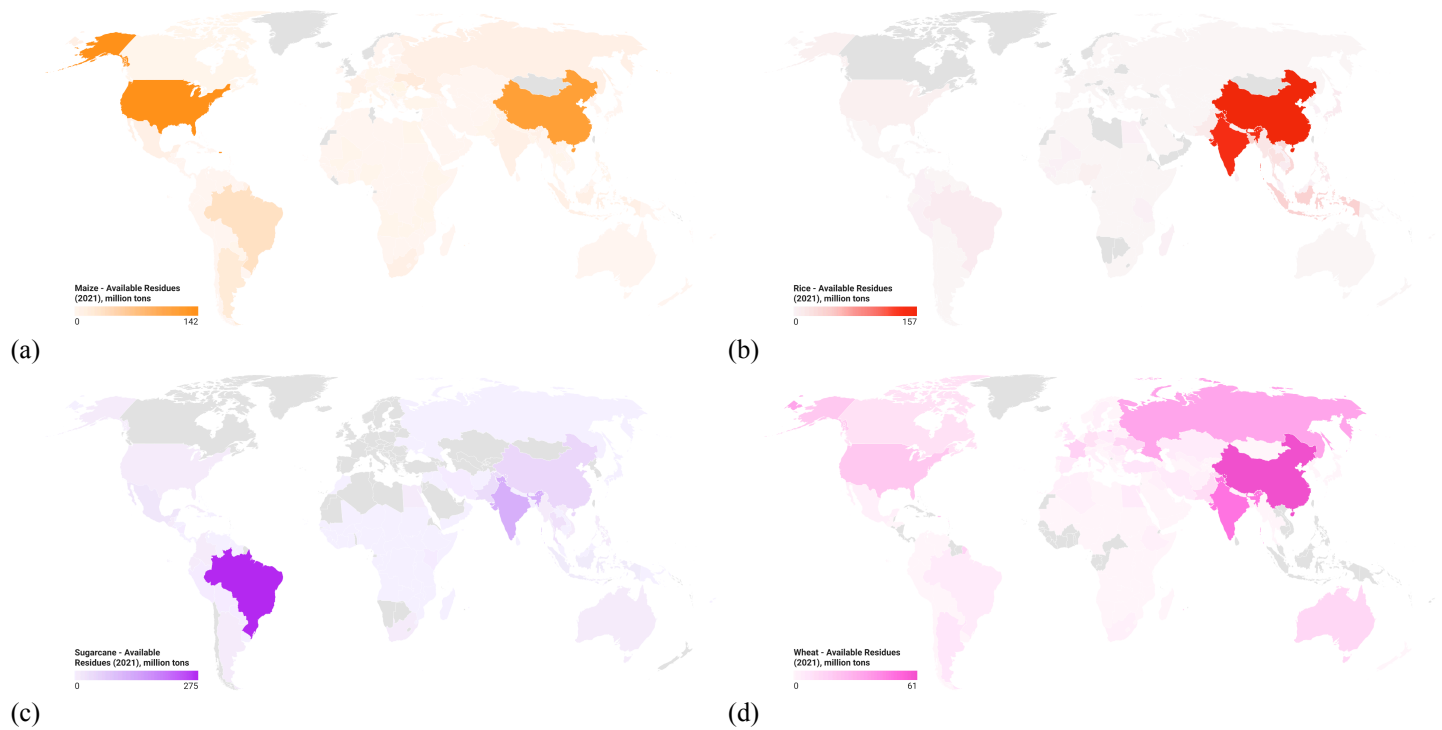 Maize - Available Residues
(2021), million tons
0 142
(a)
Rice - Available Residues
(2021), million tons
0 157
(b)
Sugarcane - Available
Residues (2021), million tons
0 275
(c)
Wheat - Available Residues
(2021), million tons
0 61
(d)